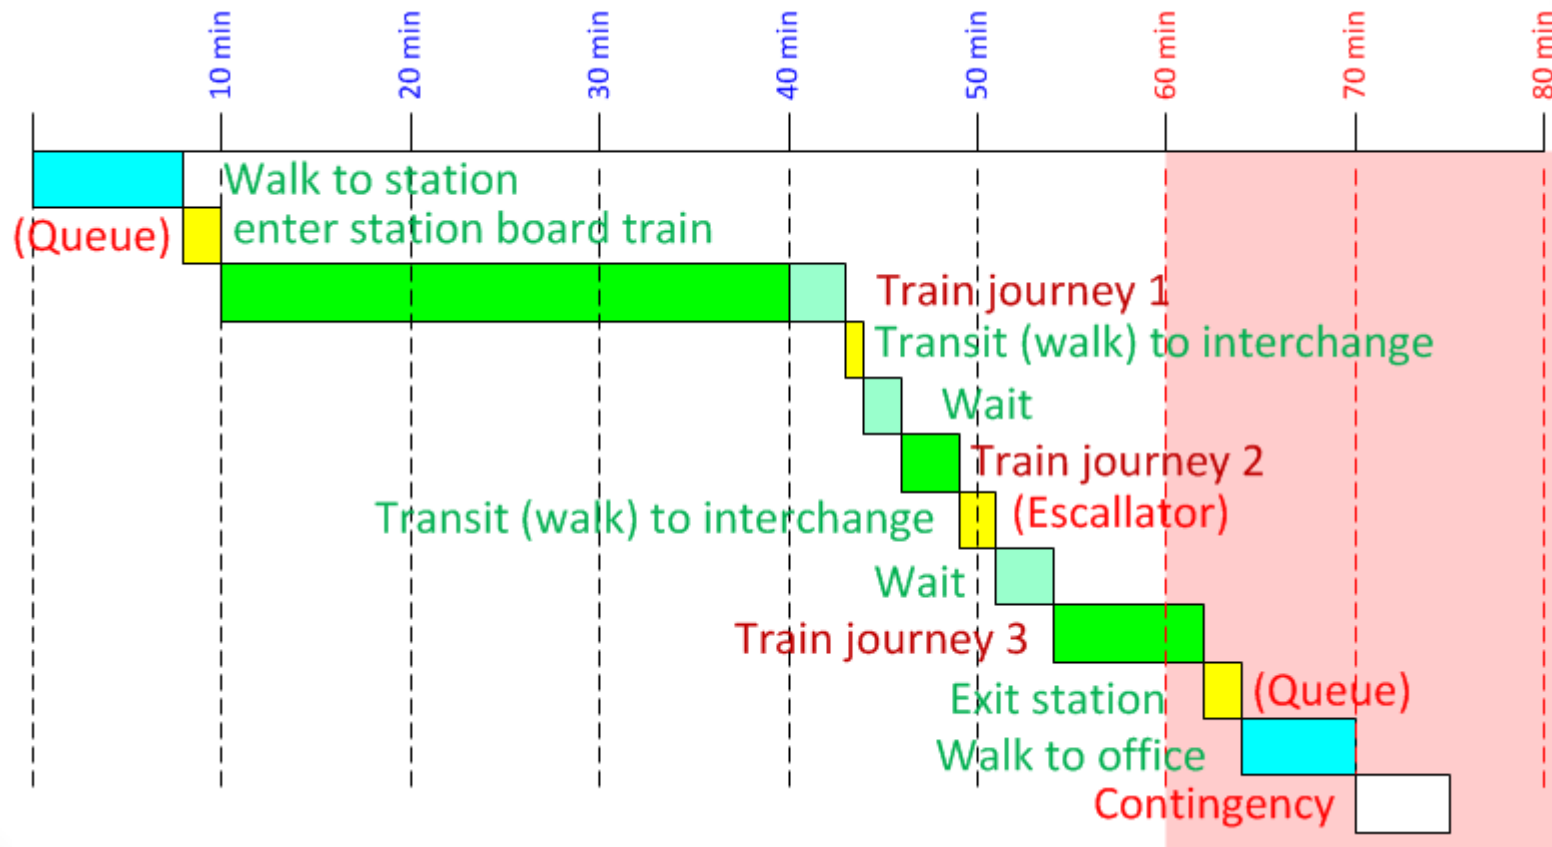 10 min
20 min
30 min
40 min
50 min
60 min
70 min
80 min
Walk to station
(Queue)
enter station board train
Train journey 1
Transit (walk) to interchange
Wait
Train journey 2
Transit (walk) to interchange
(Escallator)
Wait
Train journey 3
Exit station
(Queue)
Walk to office
Contingency